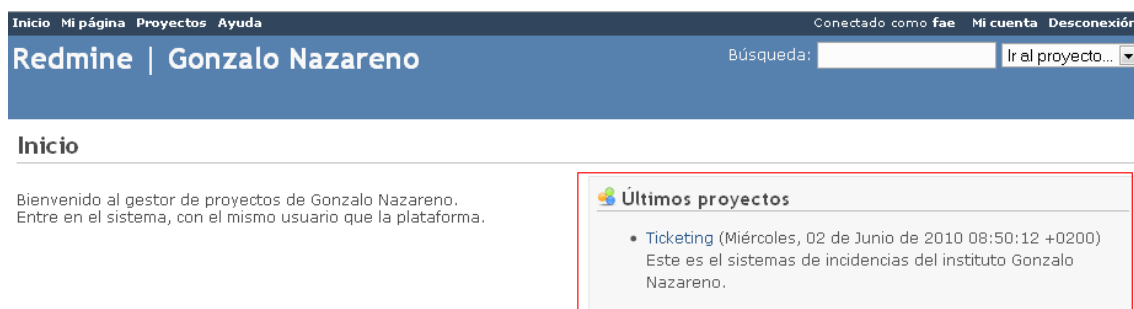 Inicio Mi página Proyectos Ayuda Conectado como fae Mi cuenta Desconexión
Redmine | Gonzalo Nazareno Búsqueda: Ir al proyecto...
Inicio
Bienvenido al gestor de proyectos de Gonzalo Nazareno.
Entre en el sistema, con el mismo usuario que la plataforma.
Últimos proyectos
Ticketing (Miércoles, 02 de Junio de 2010 08:50:12 +0200)
Este es el sistemas de incidencias del instituto Gonzalo
Nazareno.